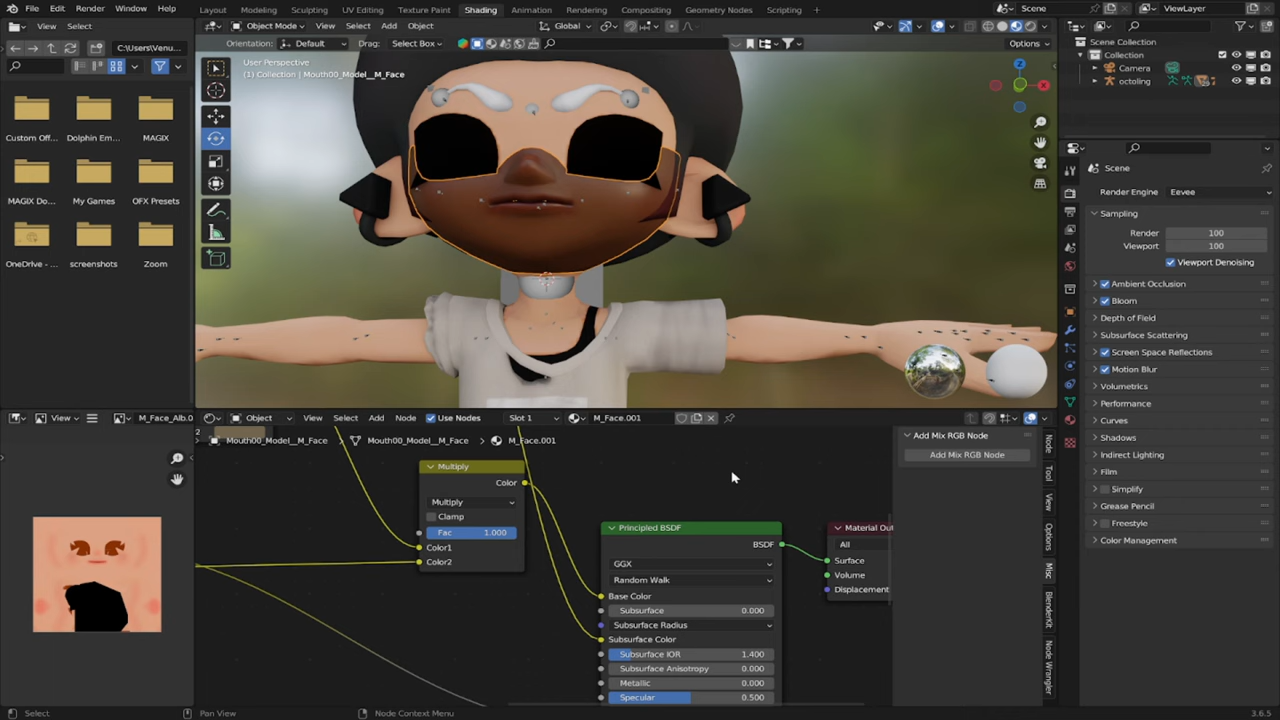 File Edit Render Window Help Layout Modeling Sculpting UV Editing Texture Paint Shading Animation Rendering Compositing Geometry Nodes Scripting + Scene ViewLayer
View Select Object Mode View Select Add Object Global
C:\Users\Venu... Orientation: Default Drag: Select Box Options
User Perspective
(1) Collection | Mouth00_Model__M_Face
Custom Off... Dolphin Em... MAGIX
MAGIX Do... My Games OFX Presets
OneDrive - ... screenshots Zoom
Z
X
Scene Collection
Collection
Camera
octoling
Scene
Render Engine Eevee
Sampling
Render 100
Viewport 100
Viewport Denoising
Ambient Occlusion
Bloom
Depth of Field
Subsurface Scattering
Screen Space Reflections
Motion Blur
Volumetrics
Performance
Curves
Shadows
Indirect Lighting
Film
Simplify
Grease Pencil
Freestyle
Color Management
View M_Face_Alb.0 Object View Select Add Node Use Nodes Slot 1 M_Face.001
2
Mouth00_Model__M_Face Mouth00_Model__M_Face M_Face.001
Multiply
Color
Multiply
Clamp
Fac 1.000
Color1
Color2
Principled BSDF
BSDF
GGX
Random Walk
Base Color
Subsurface 0.000
Subsurface Radius
Subsurface Color
Subsurface IOR 1.400
Subsurface Anisotropy 0.000
Metallic 0.000
Specular 0.500
Material Out
All
Surface
Volume
Displacement
Add Mix RGB Node
Add Mix RGB Node
Node
Tool
View
Options
Misc
BlenderKit
Node Wrangler
Select Pan View Node Context Menu 3.6.5